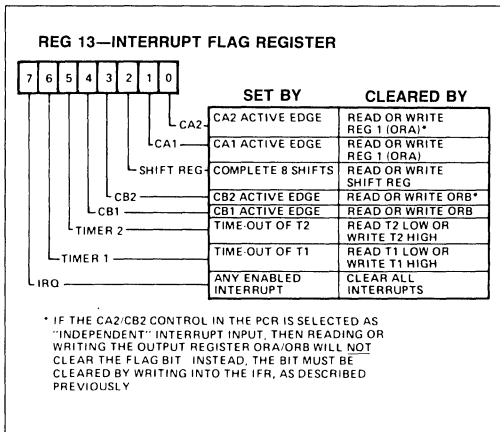 REG 13—INTERRUPT FLAG REGISTER
7 6 5 4 3 2 1 0
SET BY CLEARED BY
CA2 CA2 ACTIVE EDGE READ OR WRITE
REG 1 (ORA)*
CA1 CA1 ACTIVE EDGE READ OR WRITE
REG 1 (ORA)
SHIFT REG COMPLETE 8 SHIFTS READ OR WRITE
SHIFT REG
CB2 CB2 ACTIVE EDGE READ OR WRITE ORB*
CB1 CB1 ACTIVE EDGE READ OR WRITE ORB
TIMER 2 TIME-OUT OF T2 READ T2 LOW OR
WRITE T2 HIGH
TIMER 1 TIME-OUT OF T1 READ T1 LOW OR
WRITE T1 HIGH
IRQ ANY ENABLED CLEAR ALL
INTERRUPT INTERRUPTS
* IF THE CA2/CB2 CONTROL IN THE PCR IS SELECTED AS
"INDEPENDENT" INTERRUPT INPUT, THEN READING OR
WRITING THE OUTPUT REGISTER ORA/ORB WILL NOT
CLEAR THE FLAG BIT INSTEAD, THE BIT MUST BE
CLEARED BY WRITING INTO THE IFR, AS DESCRIBED
PREVIOUSLY